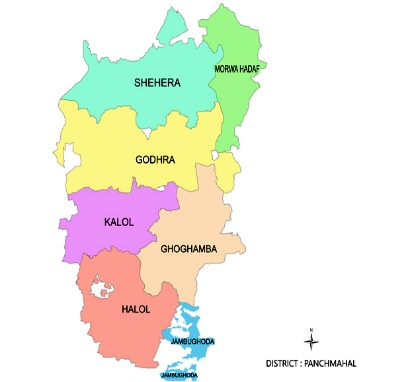 MORWA HADAF
SHEHERA
GODHRA
KALOL
GHOGHAMBA
HALOL
JAMBUGHODA
N
DISTRICT : PANCHMAHAL
JAMBUGHODA